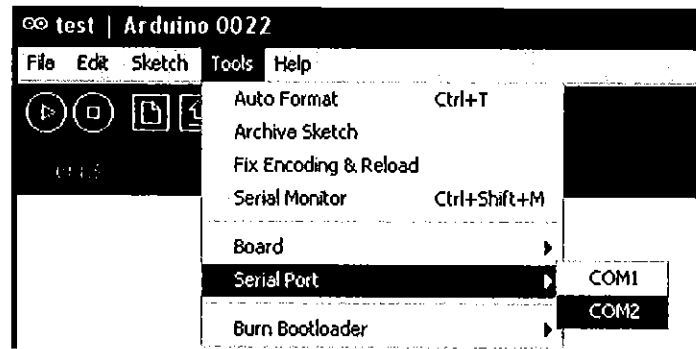 test | Arduino 0022
File Edit Sketch Tools Help
Auto Format Ctrl+T
Archive Sketch
Fix Encoding & Reload
Serial Monitor Ctrl+Shift+M
Board
Serial Port
COM1
COM2
Burn Bootloader